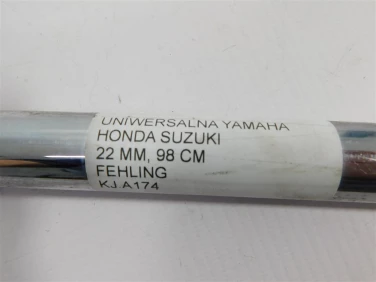 UNIWERSALNA YAMAHA
HONDA SUZUKI
22 MM, 98 CM
FEHLING
KJ.A174